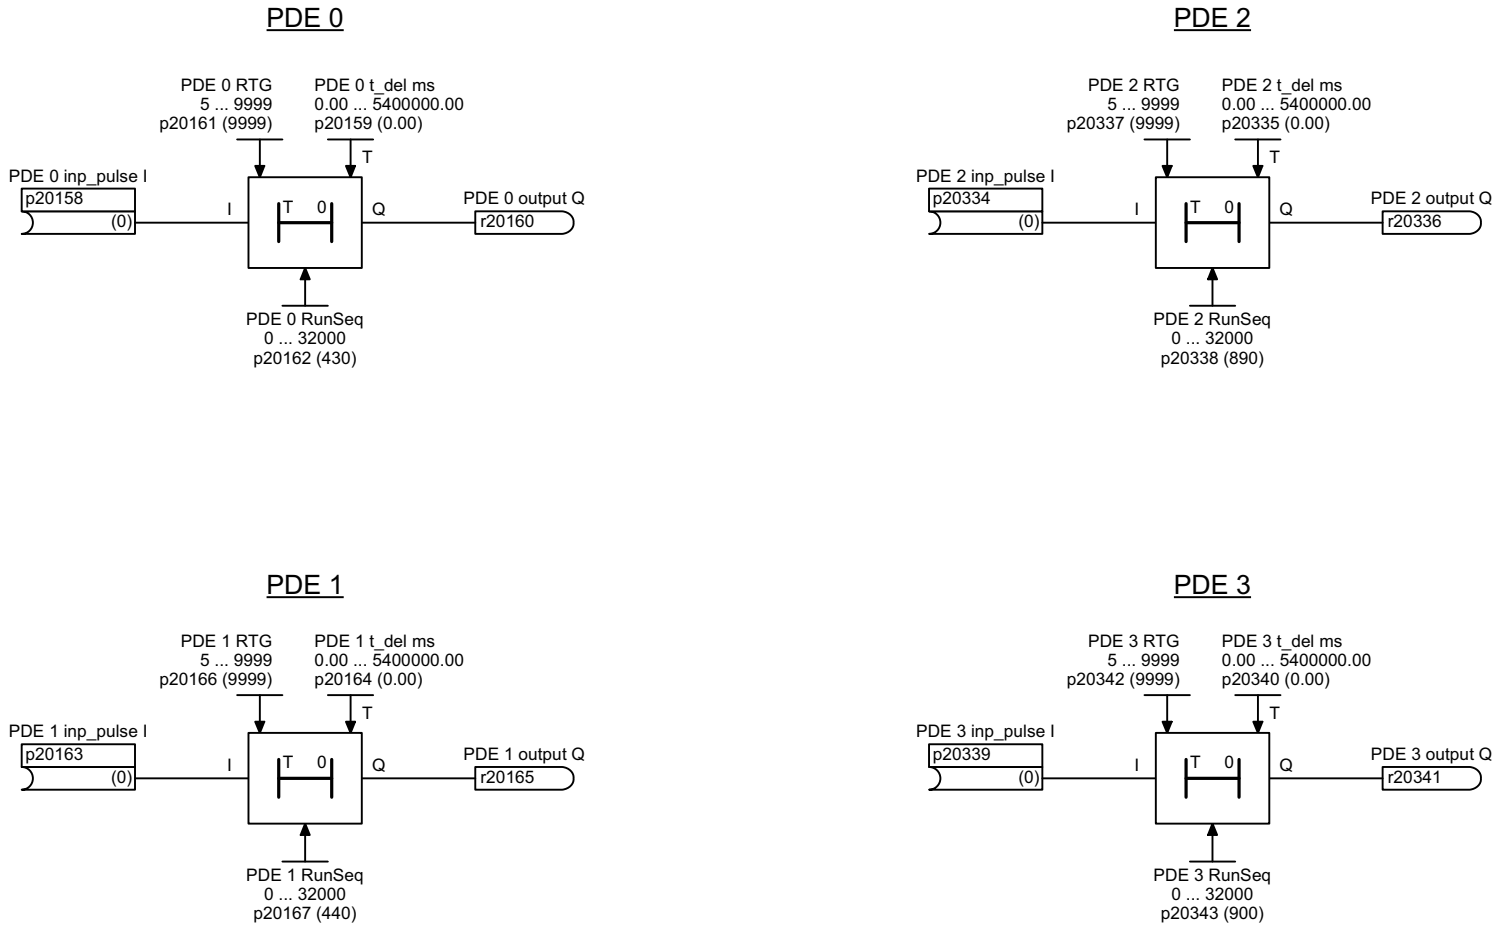 PDE 0
PDE 0 RTG
5 ... 9999
p20161 (9999)
PDE 0 t_del ms
0.00 ... 5400000.00
p20159 (0.00)
T
PDE 0 inp_pulse I
p20158
(0)
I
T 0
Q
PDE 0 output Q
r20160
PDE 0 RunSeq
0 ... 32000
p20162 (430)
PDE 2
PDE 2 RTG
5 ... 9999
p20337 (9999)
PDE 2 t_del ms
0.00 ... 5400000.00
p20335 (0.00)
T
PDE 2 inp_pulse I
p20334
(0)
I
T 0
Q
PDE 2 output Q
r20336
PDE 2 RunSeq
0 ... 32000
p20338 (890)
PDE 1
PDE 1 RTG
5 ... 9999
p20166 (9999)
PDE 1 t_del ms
0.00 ... 5400000.00
p20164 (0.00)
T
PDE 1 inp_pulse I
p20163
(0)
I
T 0
Q
PDE 1 output Q
r20165
PDE 1 RunSeq
0 ... 32000
p20167 (440)
PDE 3
PDE 3 RTG
5 ... 9999
p20342 (9999)
PDE 3 t_del ms
0.00 ... 5400000.00
p20340 (0.00)
T
PDE 3 inp_pulse I
p20339
(0)
I
T 0
Q
PDE 3 output Q
r20341
PDE 3 RunSeq
0 ... 32000
p20343 (900)